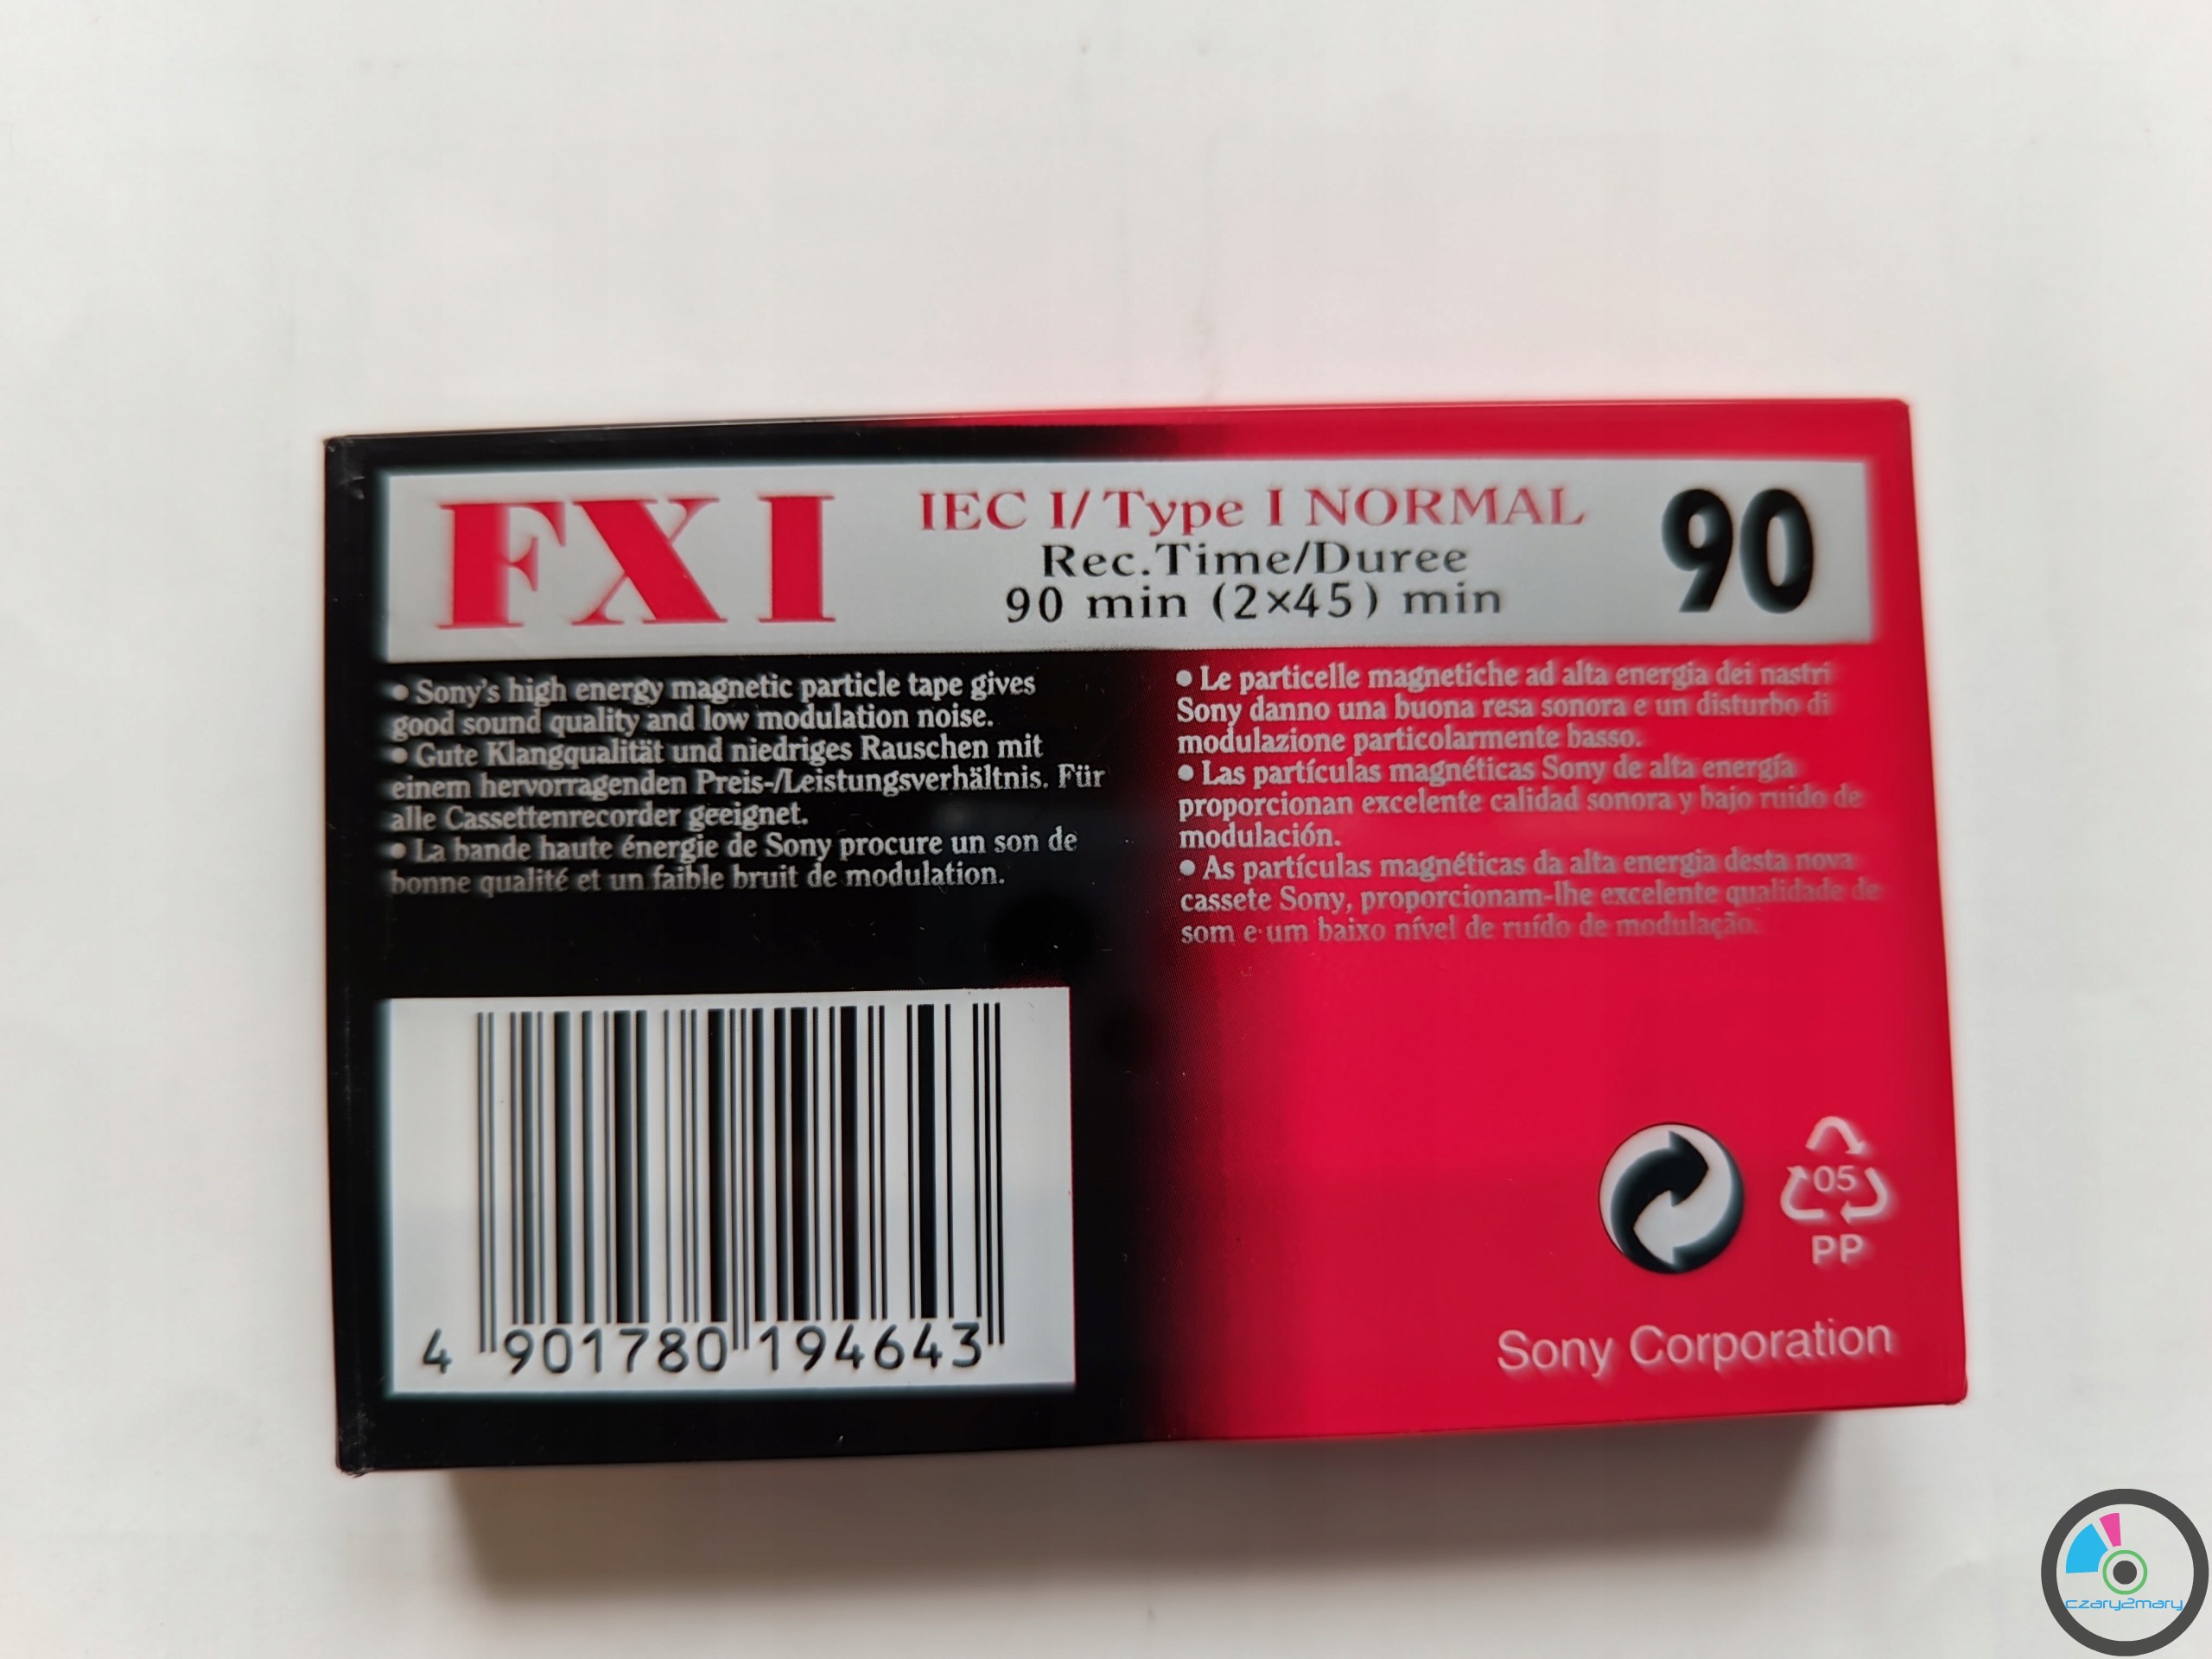 FX I
IEC I/Type I NORMAL
Rec.Time/Duree
90 min (2×45) min
90
• Sony's high energy magnetic particle tape gives
good sound quality and low modulation noise.
• Gute Klangqualität und niedriges Rauschen mit
einem hervorragenden Preis-/Leistungsverhältnis. Für
alle Cassettenrecorder geeignet.
• La bande haute énergie de Sony procure un son de
bonne qualité et un faible bruit de modulation.
• Le particelle magnetiche ad alta energia dei nastri
Sony danno una buona resa sonora e un disturbo di
modulazione particolarmente basso.
• Las partículas magnéticas Sony de alta energía
proporcionan excelente calidad sonora y bajo ruido de
modulación.
• As partículas magnéticas da alta energia desta nova
cassete Sony, proporcionam-lhe excelente qualidade de
som e um baixo nível de ruído de modulação.
4 901780 194643
05
PP
Sony Corporation
czary2mary